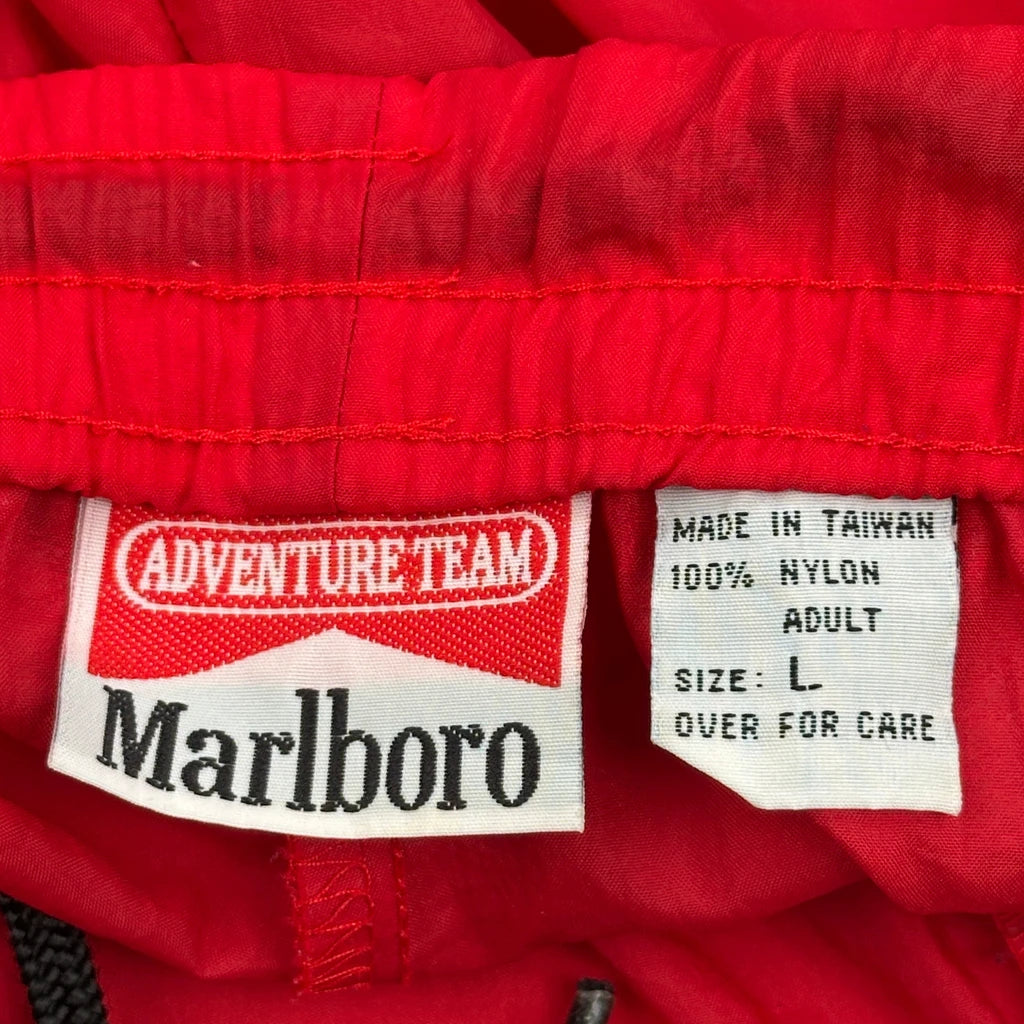 ADVENTURE TEAM
Marlboro
MADE IN TAIWAN
100% NYLON
ADULT
SIZE: L
OVER FOR CARE